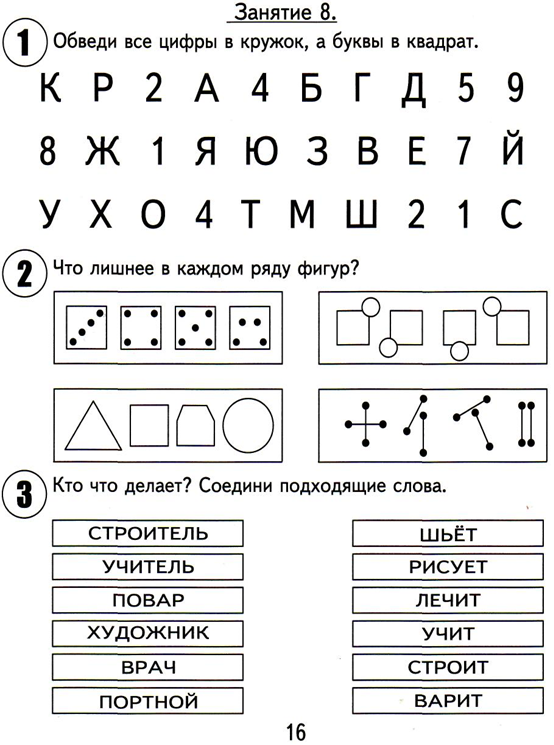 Занятие 8.
1 Обведи все цифры в кружок, а буквы в квадрат.
К Р 2 А 4 Б Г Д 5 9
8 Ж 1 Я Ю З В Е 7 Й
У Х О 4 Т М Ш 2 1 С
2 Что лишнее в каждом ряду фигур?
3 Кто что делает? Соедини подходящие слова.
СТРОИТЕЛЬ ШЬЁТ
УЧИТЕЛЬ РИСУЕТ
ПОВАР ЛЕЧИТ
ХУДОЖНИК УЧИТ
ВРАЧ СТРОИТ
ПОРТНОЙ ВАРИТ
16